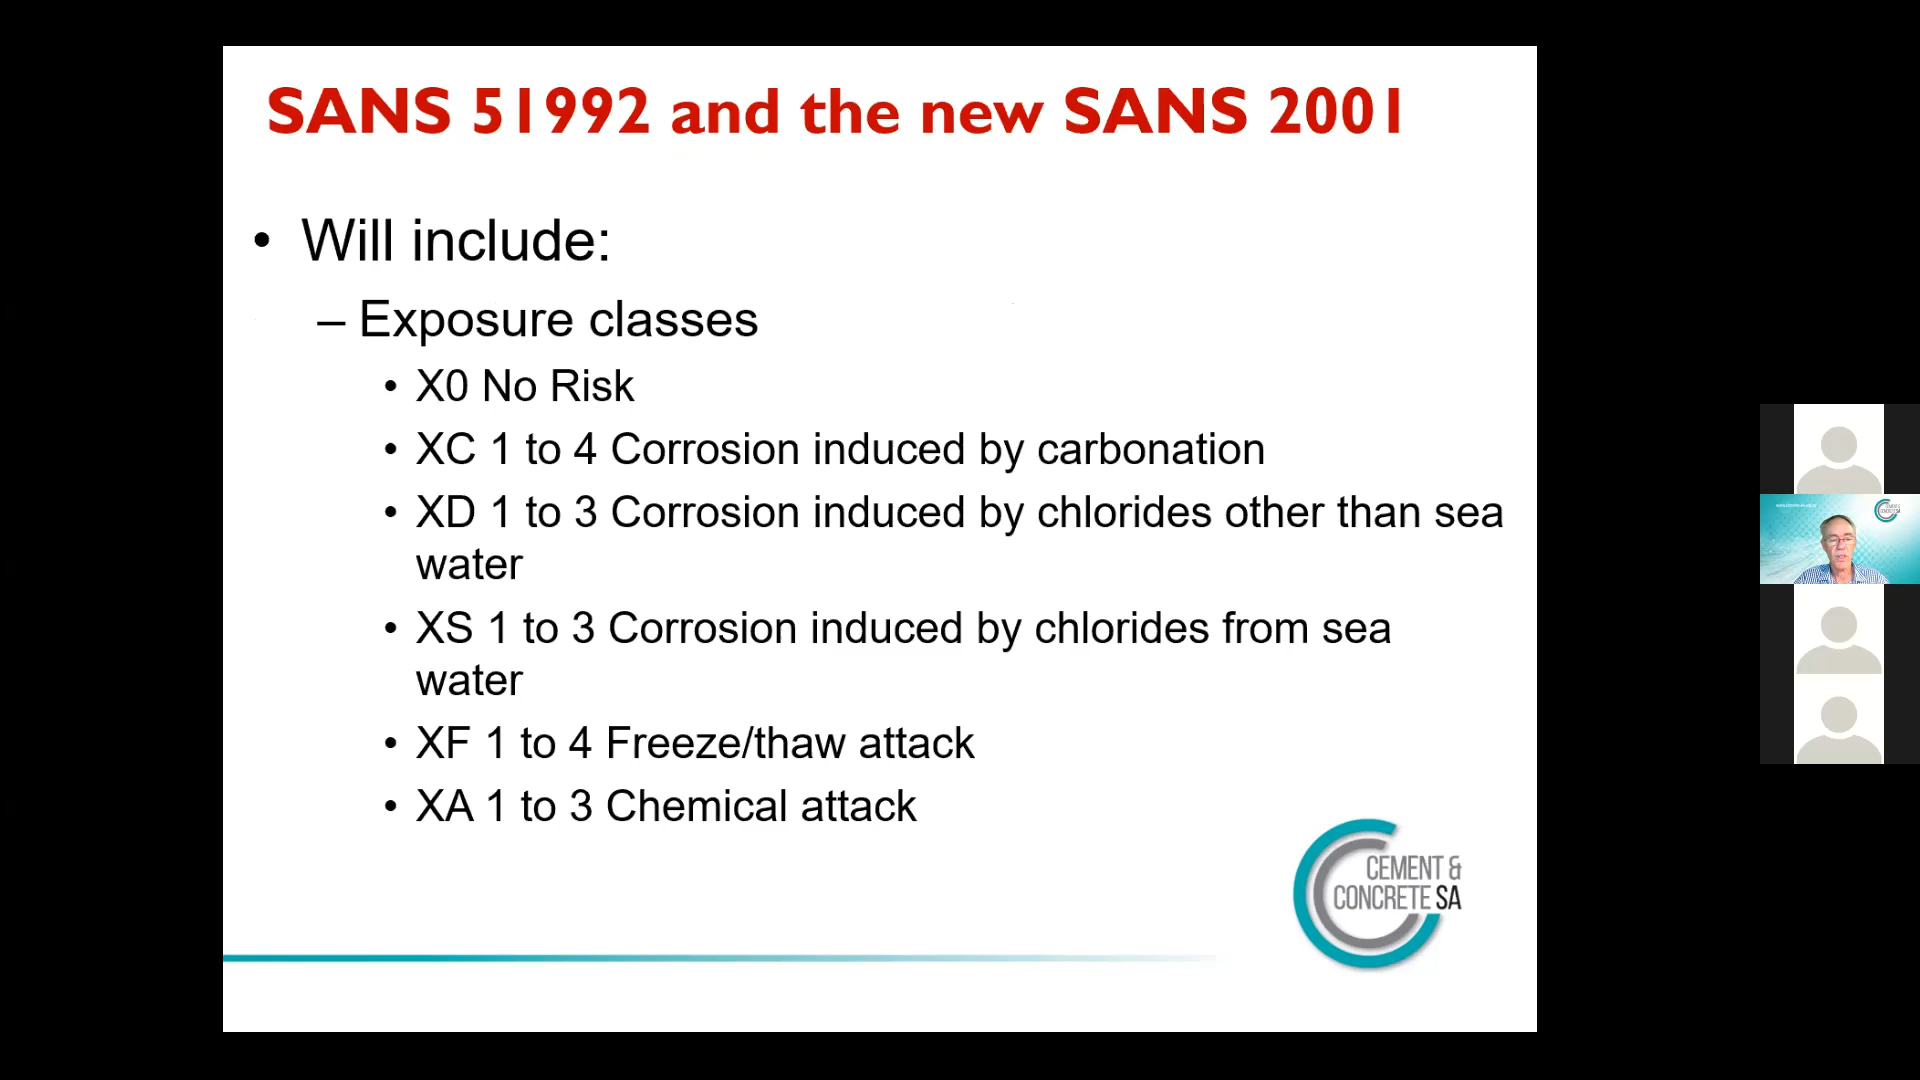 SANS 51992 and the new SANS 2001
• Will include:
– Exposure classes
• X0 No Risk
• XC 1 to 4 Corrosion induced by carbonation
• XD 1 to 3 Corrosion induced by chlorides other than sea
water
• XS 1 to 3 Corrosion induced by chlorides from sea
water
• XF 1 to 4 Freeze/thaw attack
• XA 1 to 3 Chemical attack
CEMENT &
CONCRETE SA